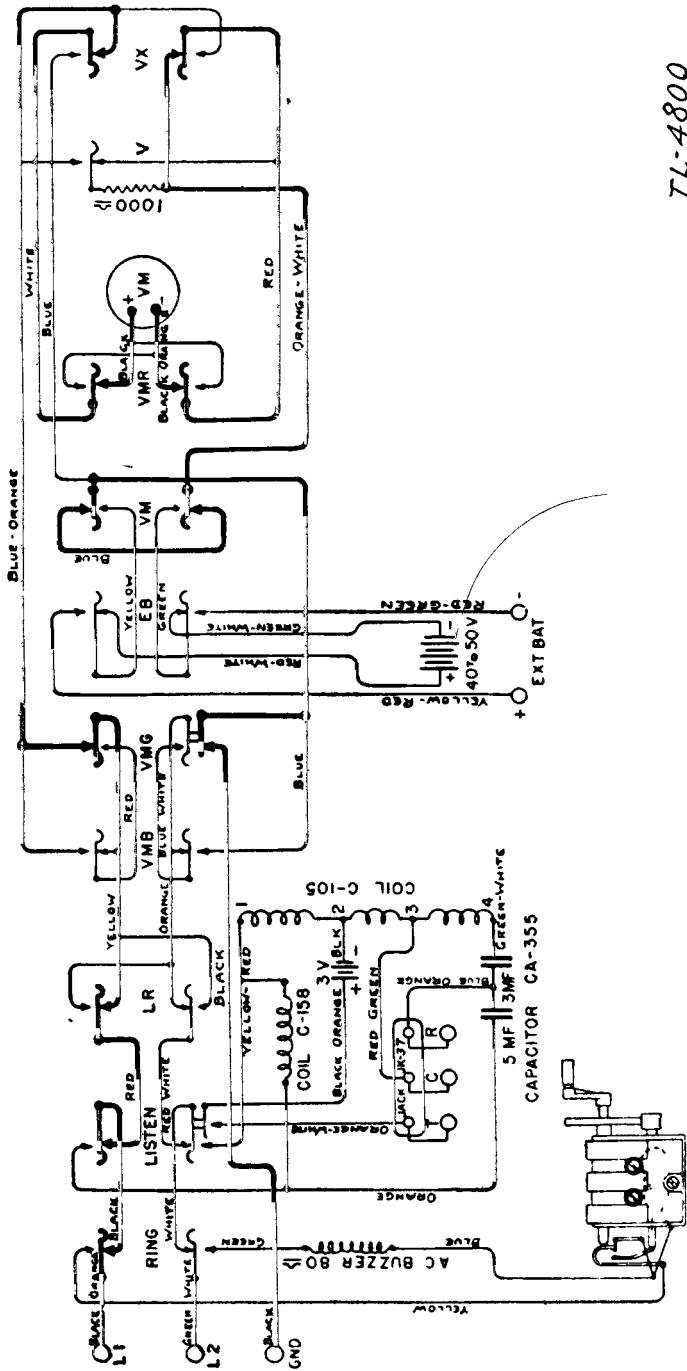 TL-4800
BLUE-ORANGE
WHITE
BLUE
VX
V
1000
VM
+
-
BLACK
BLACK ORANGE
VMR
RED
ORANGE-WHITE
VM
BLUE
YELLOW
GREEN
EB
GREEN-WHITE
RED-WHITE
RED-GREEN
YELLOW-RED
+ -
40 TO 50 V
+ -
EXT BAT
VMG
RED
BLUE WHITE
VMB
BLUE
YELLOW
ORANGE
LR
BLACK
RED
RED WHITE
LISTEN
YELLOW-RED
COIL C-158
COIL C-105
1
2
3
4
BLK
3 V
+ -
BLACK ORANGE
RED GREEN
BLUE ORANGE
GREEN-WHITE
JACK JK-37
T C R
ORANGE-WHITE
5 MF 3MF
CAPACITOR CA-355
ORANGE
BLACK
WHITE
RING
BLACK ORANGE
L1
GREEN WHITE
L2
BLACK
GND
GREEN
AC BUZZER 80
BLUE
YELLOW